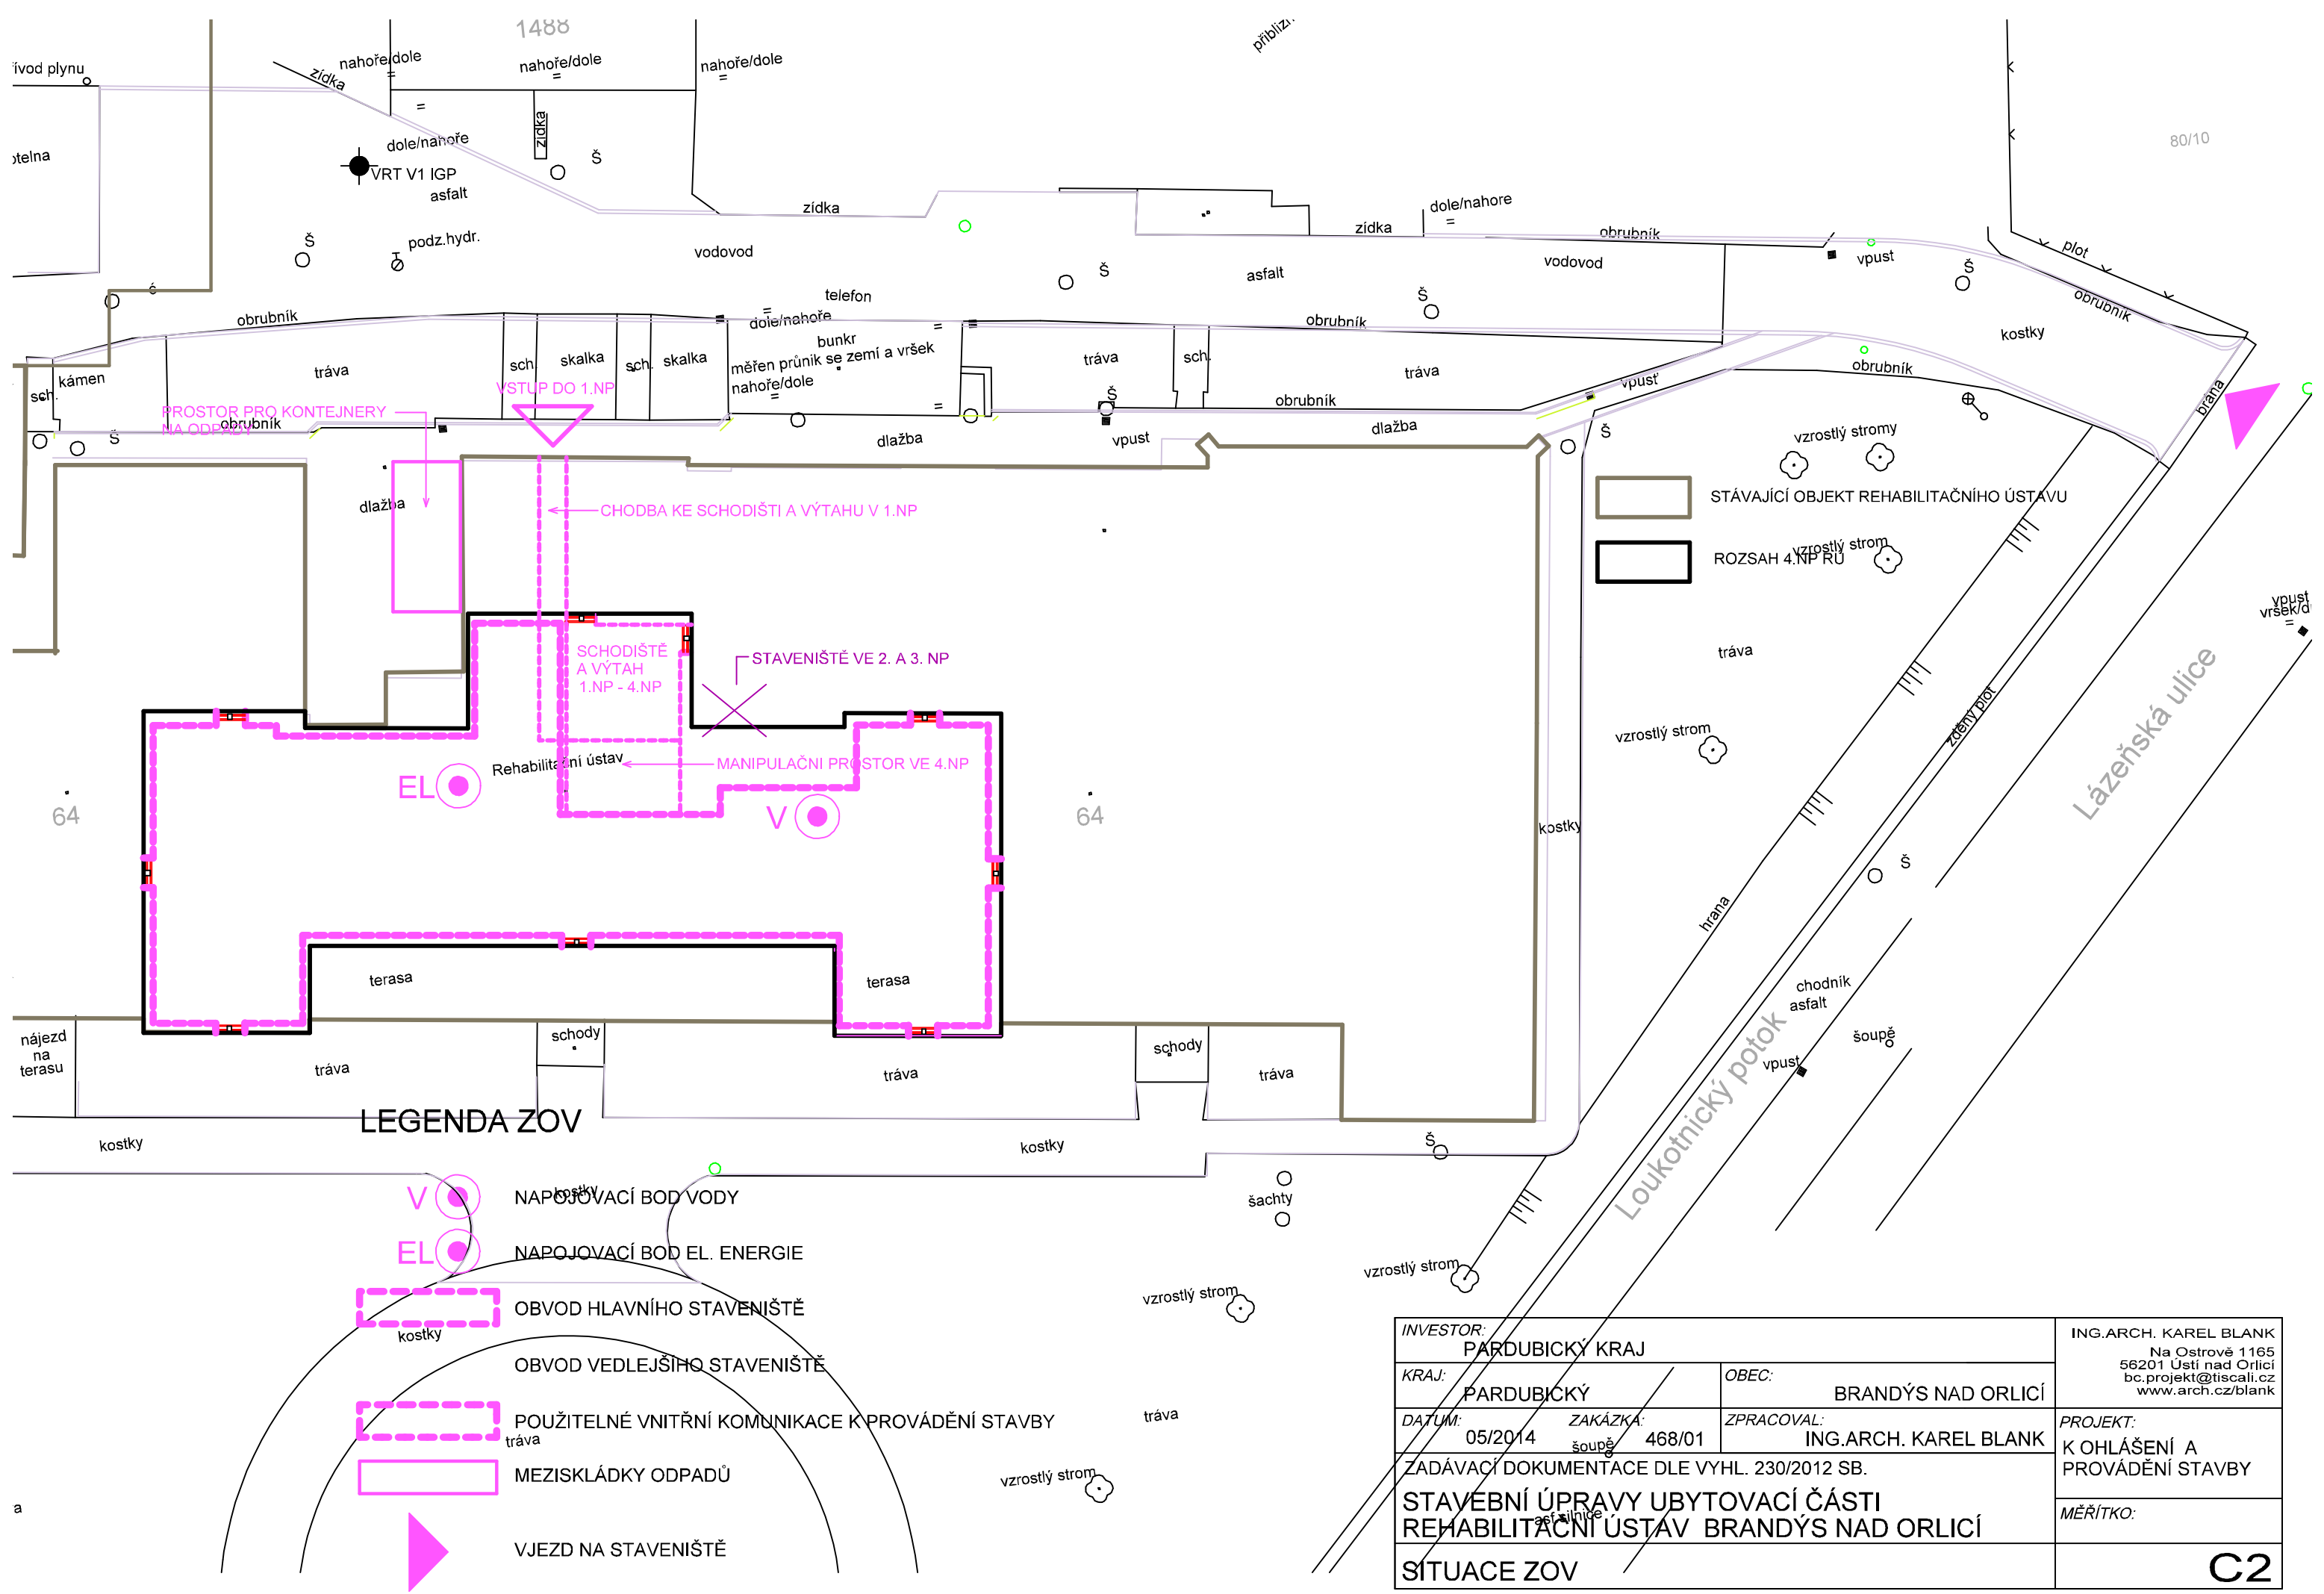 1488
přibližn
nahoře/dole
=
nahoře/dole
=
nahoře/dole
=
ívod plynu
zídka
=
zídka
dole/nahoře
Š
80/10
otelna
VRT V1 IGP
asfalt
zídka
dole/nahore
=
zídka
obrubník
plot
podz.hydr.
Š
vodovod
vodovod
vpust
asfalt
Š
Š
telefon
Š
obrubník
obrubník
dole/nahoře
=
obrubník
kostky
bunkr
měřen průnik se zemí a vršek
nahoře/dole
=
sch.
skalka
sch.
skalka
tráva
sch.
tráva
tráva
kámen
sch.
obrubník
vpusť
brana
VSTUP DO 1.NP
PROSTOR PRO KONTEJNERY
NA ODPADY
obrubník
Š
Š
obrubník
dlažba
vpust
dlažba
Š
vzrostlý stromy
dlažba
CHODBA KE SCHODIŠTI A VÝTAHU V 1.NP
STÁVAJÍCÍ OBJEKT REHABILITAČNÍHO ÚSTAVU
vzrostlý strom
ROZSAH 4.NP RÚ
vpust
vršek/d
=
tráva
SCHODIŠTĚ
A VÝTAH
1.NP - 4.NP
STAVENIŠTĚ VE 2. A 3. NP
Lázeňská ulice
zděný plot
vzrostlý strom
Rehabilitační ústav
MANIPULAČNI PROSTOR VE 4.NP
EL
V
64
64
kostky
Š
hrana
terasa
terasa
chodník
asfalt
šoupě
vpust
Loukotnický potok
nájezd
na
terasu
tráva
schody
tráva
schody
tráva
LEGENDA ZOV
kostky
kostky
Š
V
NAPOJOVACÍ BOD VODY
kostky
šachty
EL
NAPOJOVACÍ BOD EL. ENERGIE
vzrostlý strom
vzrostlý strom
OBVOD HLAVNÍHO STAVENIŠTĚ
kostky
OBVOD VEDLEJŠÍHO STAVENIŠTĚ
POUŽITELNÉ VNITŘNÍ KOMUNIKACE K PROVÁDĚNÍ STAVBY
tráva
tráva
MEZISKLÁDKY ODPADŮ
vzrostlý strom
a
VJEZD NA STAVENIŠTĚ
INVESTOR:
PARDUBICKÝ KRAJ
ING.ARCH. KAREL BLANK
Na Ostrově 1165
56201 Ústí nad Orlicí
bc.projekt@tiscali.cz
www.arch.cz/blank
KRAJ:
PARDUBICKÝ
OBEC:
BRANDÝS NAD ORLICÍ
DATUM:
05/2014
ZAKÁZKA:
468/01
šoupě
ZPRACOVAL:
ING.ARCH. KAREL BLANK
PROJEKT:
K OHLÁŠENÍ A
PROVÁDĚNÍ STAVBY
ZADÁVACÍ DOKUMENTACE DLE VYHL. 230/2012 SB.
STAVEBNÍ ÚPRAVY UBYTOVACÍ ČÁSTI
asf.silnice
REHABILITAČNÍ ÚSTAV BRANDÝS NAD ORLICÍ
MĚŘÍTKO:
SITUACE ZOV
C2